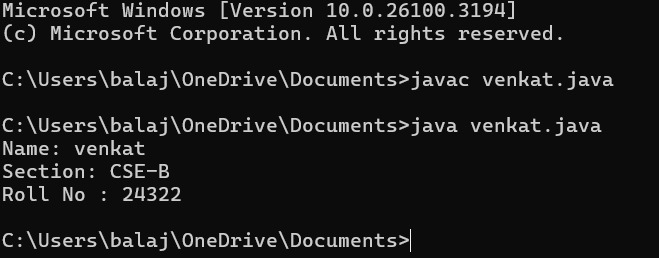 Microsoft Windows [Version 10.0.26100.3194]
(c) Microsoft Corporation. All rights reserved.
C:\Users\balaj\OneDrive\Documents>javac venkat.java
C:\Users\balaj\OneDrive\Documents>java venkat.java
Name: venkat
Section: CSE-B
Roll No : 24322
C:\Users\balaj\OneDrive\Documents>